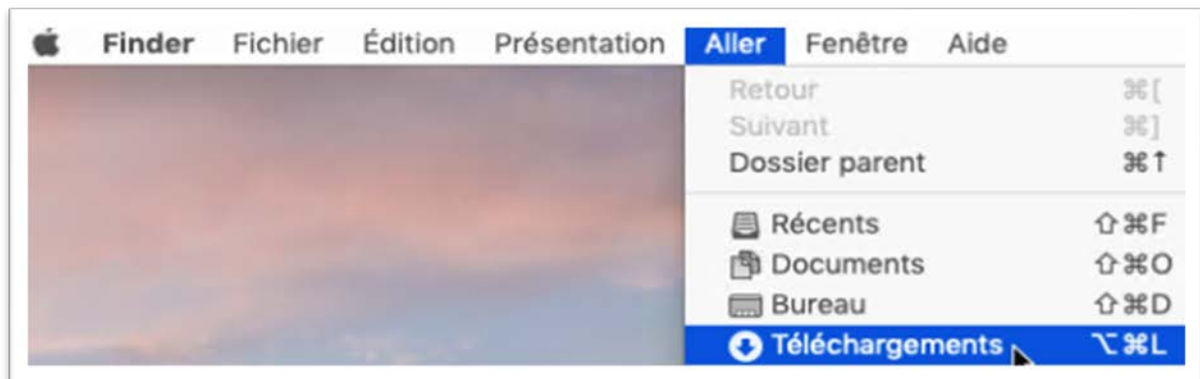 Finder Fichier Édition Présentation Aller Fenêtre Aide
Retour ⌘[
Suivant ⌘]
Dossier parent ⌘↑
Récents ⇧⌘F
Documents ⇧⌘O
Bureau ⇧⌘D
Téléchargements ⌥⌘L